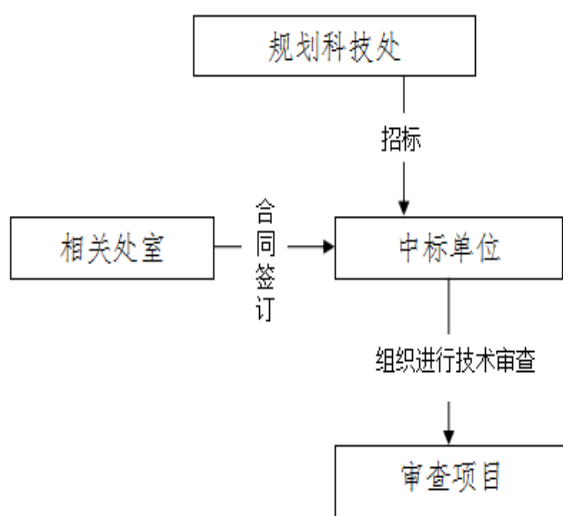 规划科技处
招标
相关处室
合同签订
中标单位
组织进行技术审查
审查项目